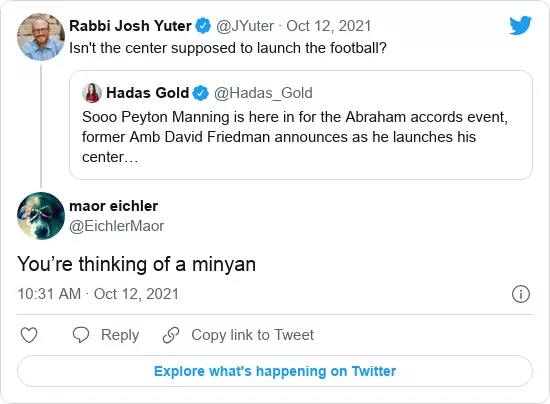 Rabbi Josh Yuter @JYuter · Oct 12, 2021
Isn't the center supposed to launch the football?
Hadas Gold @Hadas_Gold
Sooo Peyton Manning is here in for the Abraham accords event,
former Amb David Friedman announces as he launches his
center…
maor eichler
@EichlerMaor
You’re thinking of a minyan
10:31 AM · Oct 12, 2021
Reply Copy link to Tweet
Explore what's happening on Twitter